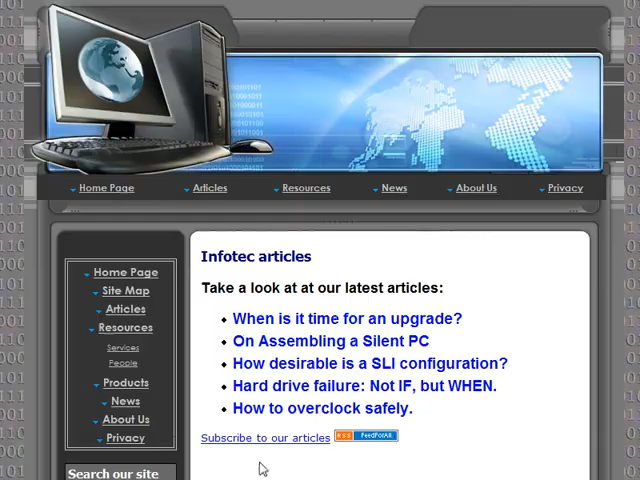 Home Page
Articles
Resources
News
About Us
Privacy
Home Page
Site Map
Articles
Resources
Services
People
Products
News
About Us
Privacy
Search our site
Infotec articles
Take a look at at our latest articles:
When is it time for an upgrade?
On Assembling a Silent PC
How desirable is a SLI configuration?
Hard drive failure: Not IF, but WHEN.
How to overclock safely.
Subscribe to our articles
RSS FeedForAll